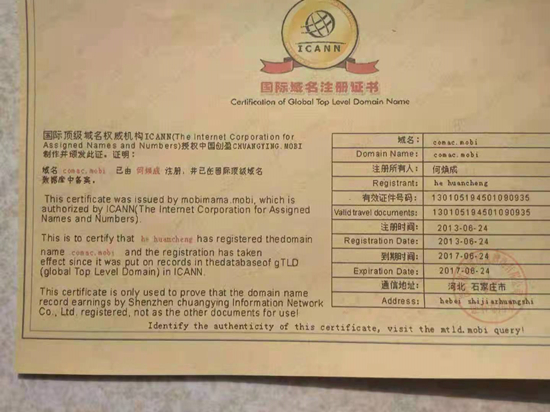 ICANN
国际域名注册证书
Certification of Global Top Level Domain Name
国际顶级域名权威机构ICANN(The Internet Corporation for
Assigned Names and Numbers)授权中国创盈CHUANGYING.MOBI
制作并颁发此证。证明:
域名 comac.mobi 已由 何焕成 注册,并已在国际顶级域名
数据库中备案。
This certificate was issued by mobimama.mobi, which is
authorized by ICANN(The Internet Corporation for Assigned
Names and Numbers).
This is to certify that he huancheng has registered thedomain
name comac.mobi and the registration has taken
effect since it was put on records in thedatabaseof gTLD
(global Top Level Domain) in ICANN.
This certificate is only used to prove that the domain name
record earnings by Shenzhen chuangying Information Network
Co., Ltd. registered, not as the other documents for use!
域名: comac.mobi
Domain Name: comac.mobi
注册所有人: 何焕成
Registrant: he huancheng
有效证件号码: 130105194501090935
Valid travel documents: 130105194501090935
注册时间: 2013-06-24
Registration Date: 2013-06-24
到期时间: 2017-06-24
Expiration Date: 2017-06-24
通信地址: 河北 石家庄市
Address: hebei shijiazhuangshi
Identify the authenticity of this certificate, visit the mtld.mobi query!